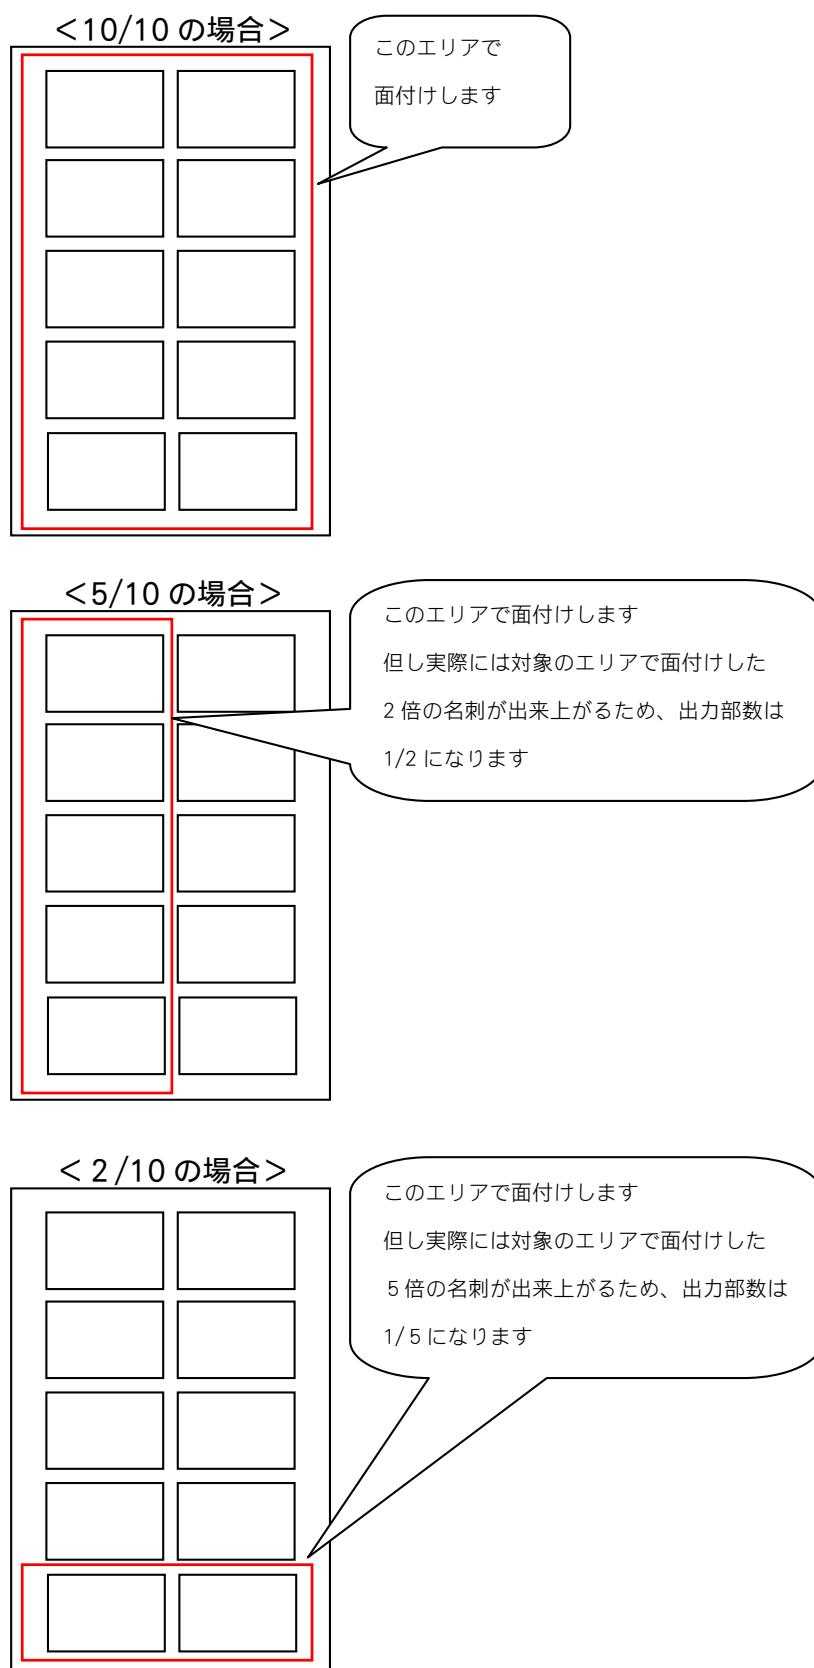 ＜10/10 の場合＞
このエリアで
面付けします
＜5/10 の場合＞
このエリアで面付けします
但し実際には対象のエリアで面付けした
2 倍の名刺が出来上がるため、出力部数は
1/2 になります
＜２/10 の場合＞
このエリアで面付けします
但し実際には対象のエリアで面付けした
５倍の名刺が出来上がるため、出力部数は
1/５になります